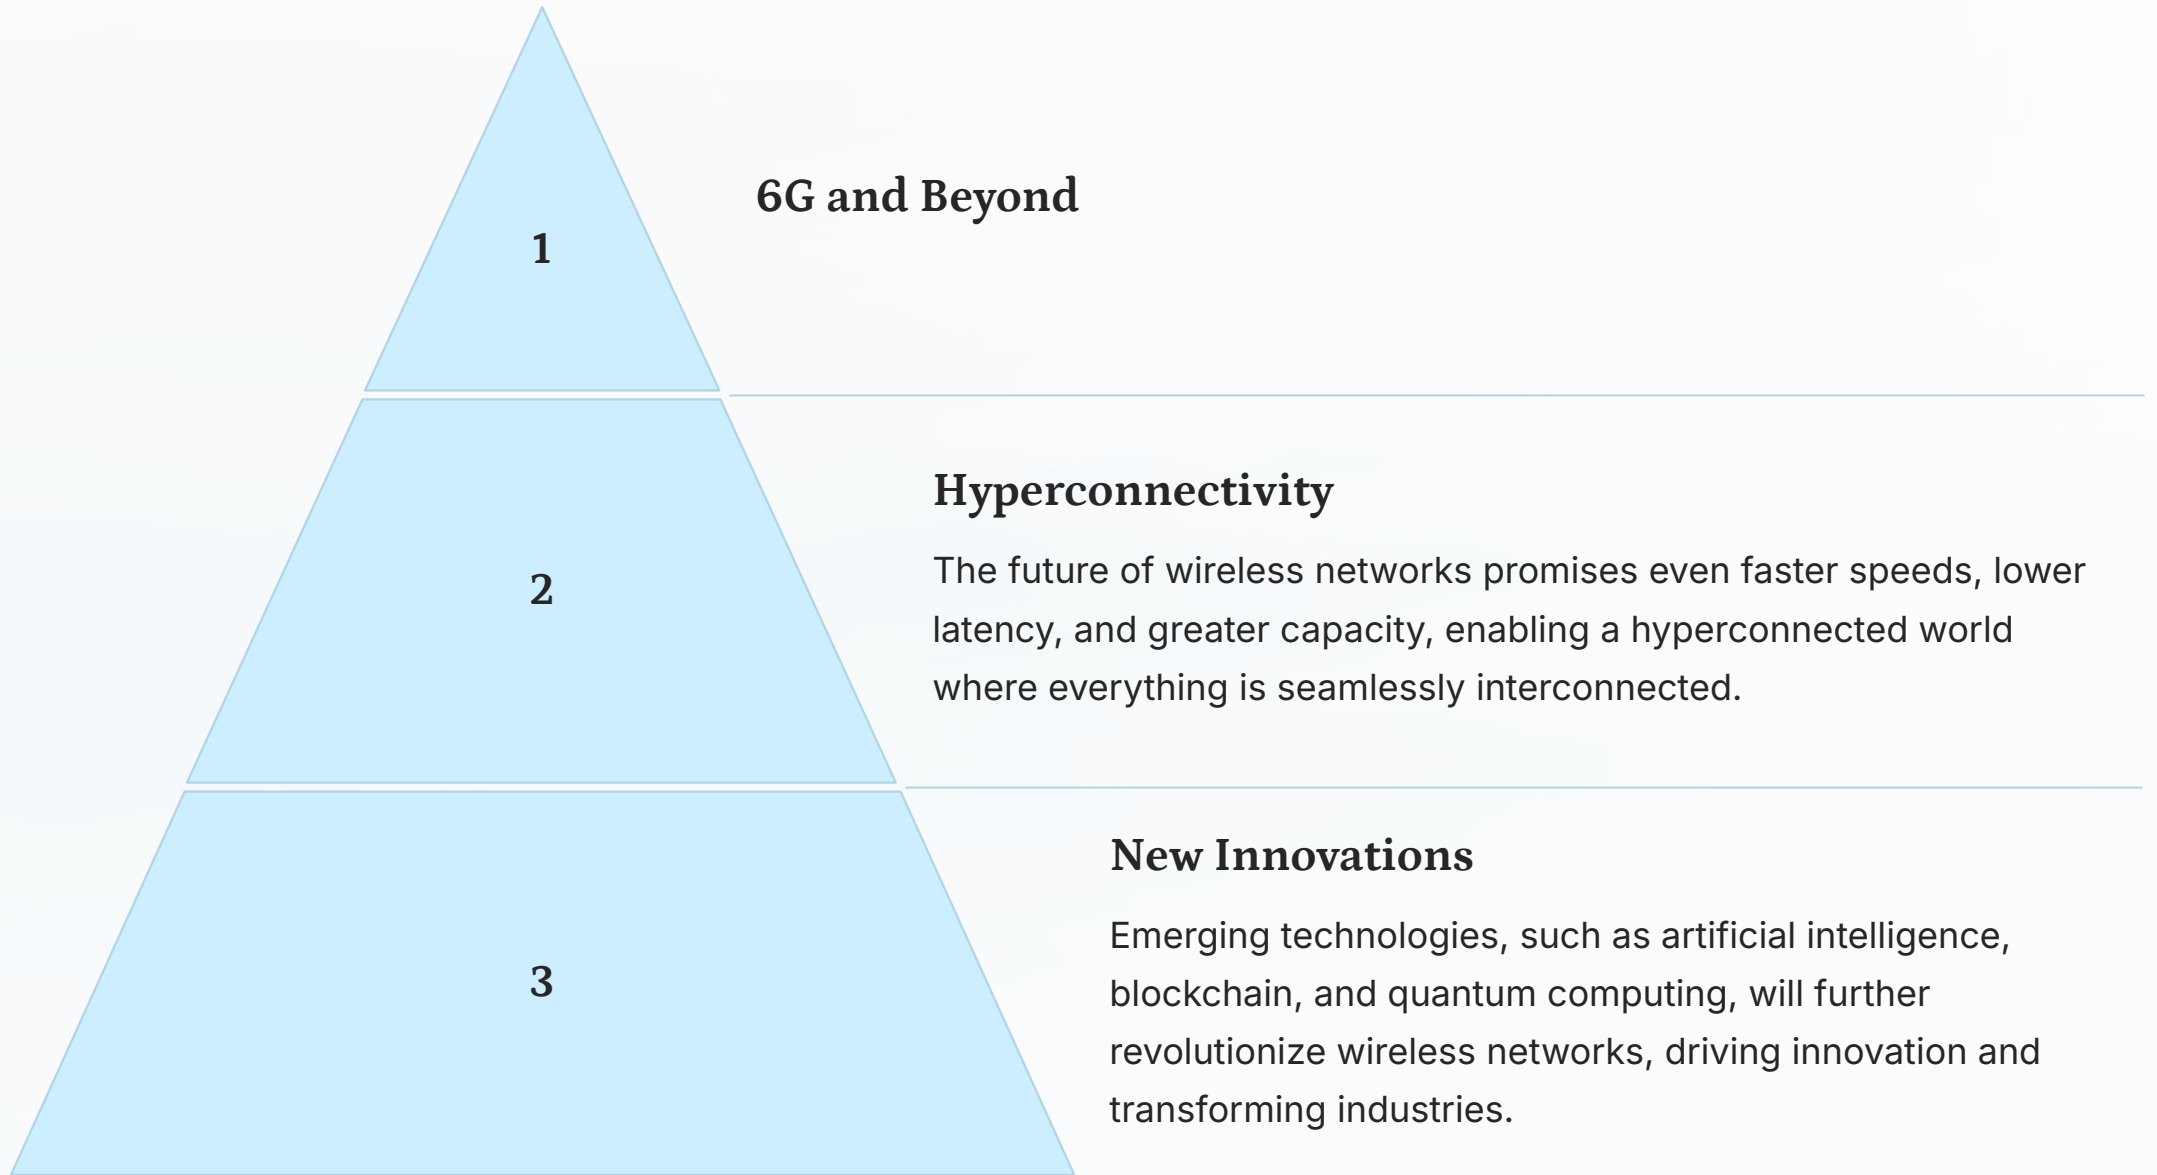 1
6G and Beyond
2
Hyperconnectivity
The future of wireless networks promises even faster speeds, lower
latency, and greater capacity, enabling a hyperconnected world
where everything is seamlessly interconnected.
3
New Innovations
Emerging technologies, such as artificial intelligence,
blockchain, and quantum computing, will further
revolutionize wireless networks, driving innovation and
transforming industries.